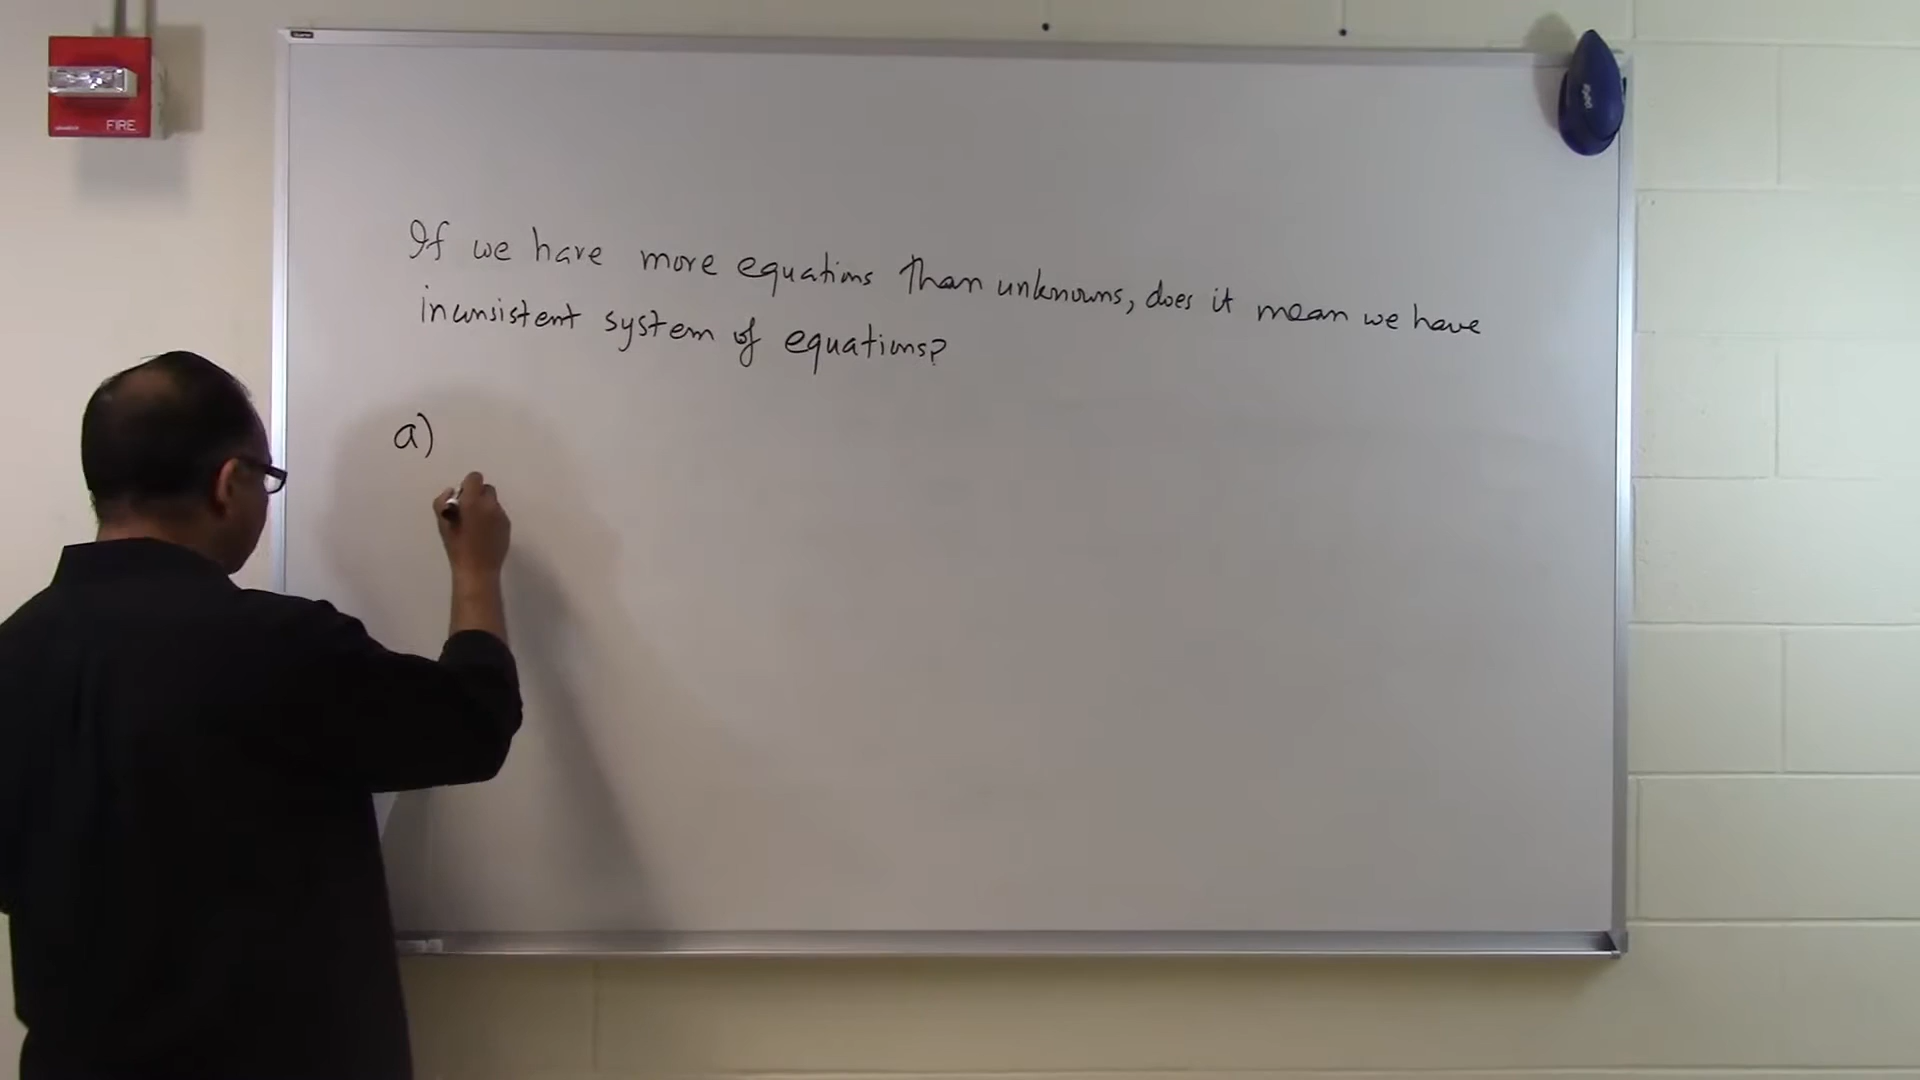 FIRE
If we have more equations than unknowns, does it mean we have
inconsistent system of equations?
a)